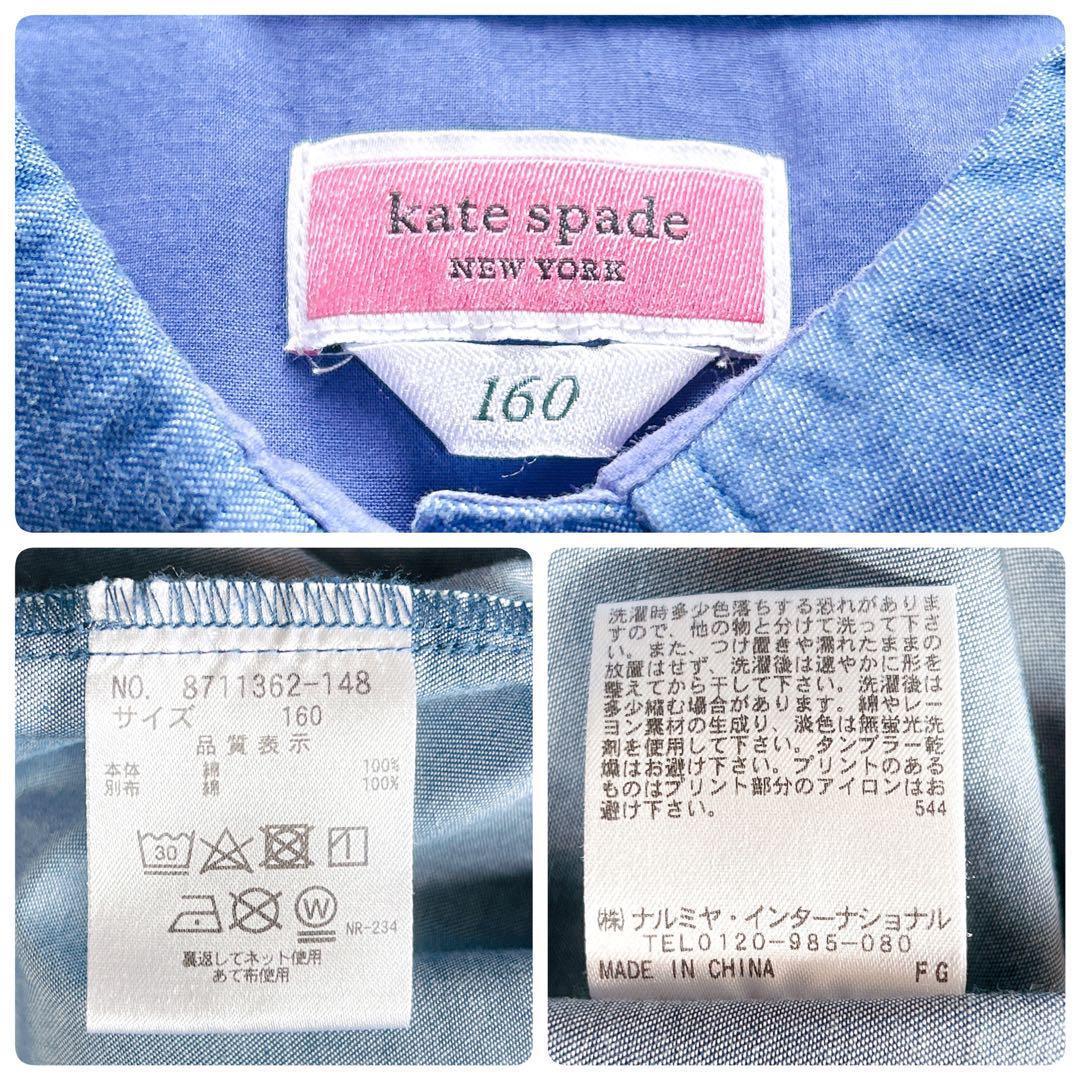 kate spade
NEW YORK
160
NO. 8711362-148
サイズ 160
品質表示
本体 綿 100%
別布 綿 100%
30
W
NR-234
裏返してネット使用
あて布使用
洗濯時多少色落ちする恐れがありま
すので、他の物と分けて洗って下さ
い。また、つけ置きや濡れたままの
放置はせず、洗濯後は速やかに形を
整えてから干して下さい。洗濯後は
多少縮む場合があります。綿やレー
ヨン素材の生成り、淡色は無蛍光洗
剤を使用して下さい。タンブラー乾
燥はお避け下さい。プリントのある
ものはプリント部分のアイロンはお
避け下さい。 544
(株)ナルミヤ・インターナショナル
TEL0120-985-080
MADE IN CHINA FG